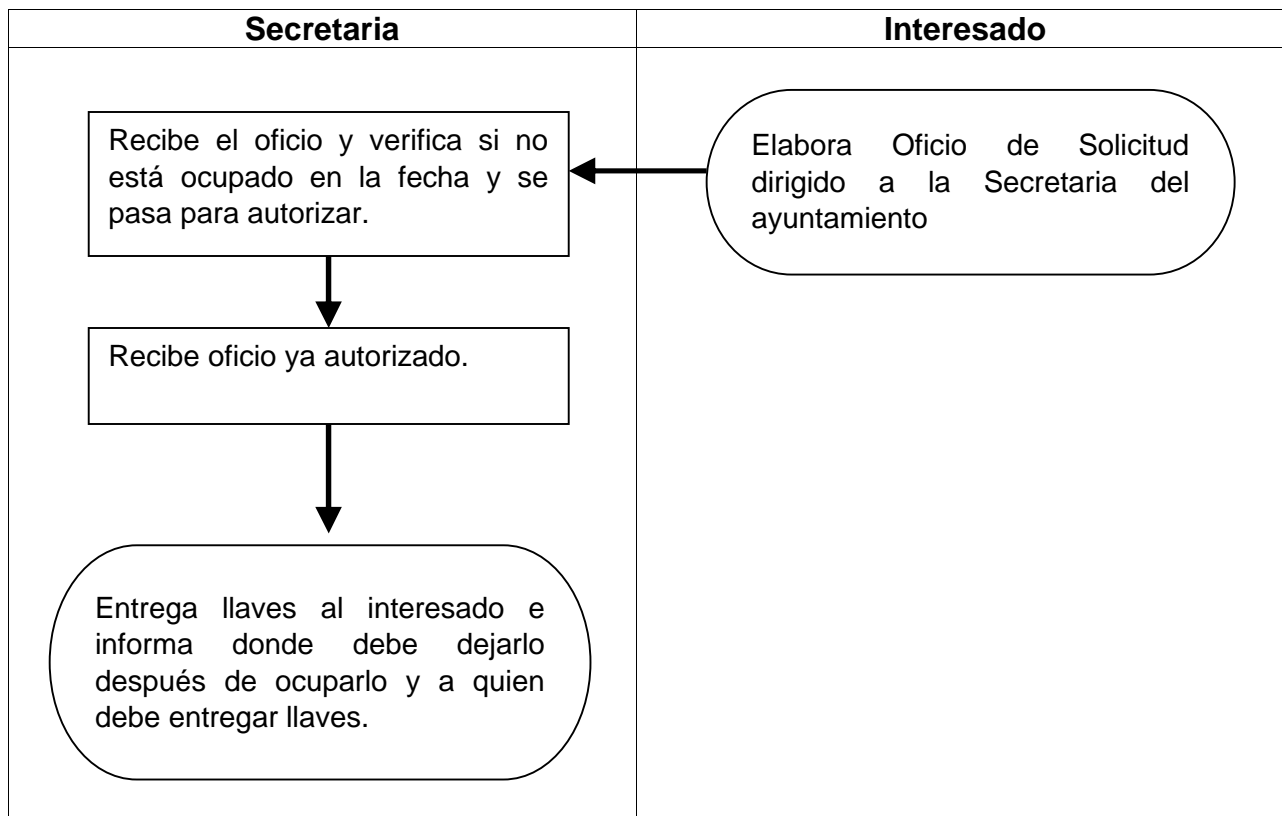 Secretaria
Interesado
Elabora Oficio de Solicitud
dirigido a la Secretaria del
ayuntamiento
Recibe el oficio y verifica si no
está ocupado en la fecha y se
pasa para autorizar.
Recibe oficio ya autorizado.
Entrega llaves al interesado e
informa donde debe dejarlo
después de ocuparlo y a quien
debe entregar llaves.